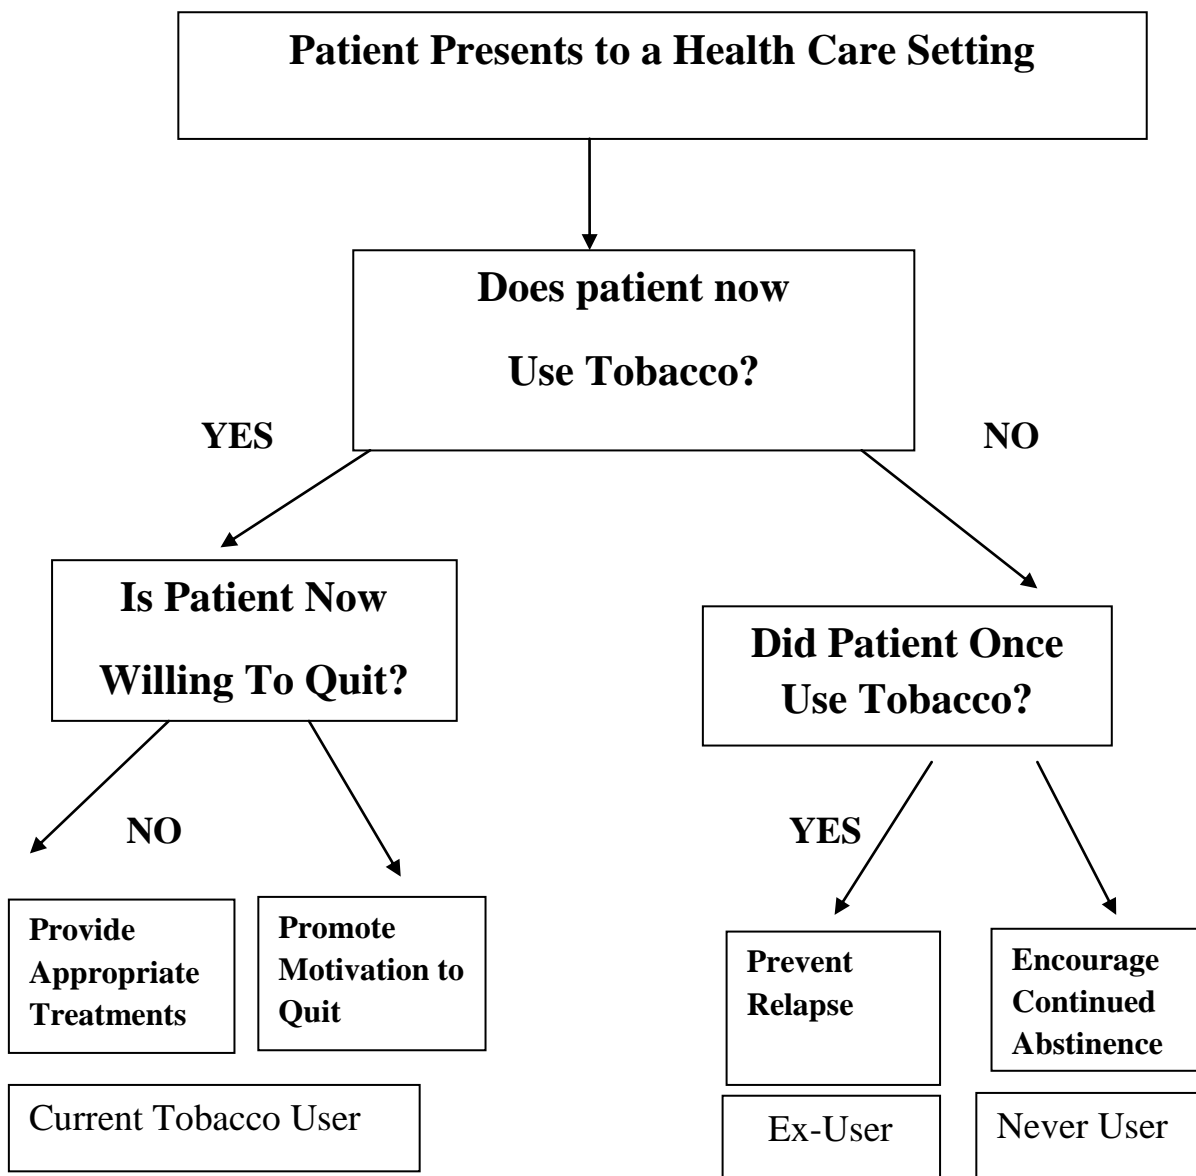 Patient Presents to a Health Care Setting
Does patient now
Use Tobacco?
YES
NO
Is Patient Now
Willing To Quit?
Did Patient Once
Use Tobacco?
NO
YES
Provide
Appropriate
Treatments
Promote
Motivation to
Quit
Prevent
Relapse
Encourage
Continued
Abstinence
Current Tobacco User
Ex-User
Never User